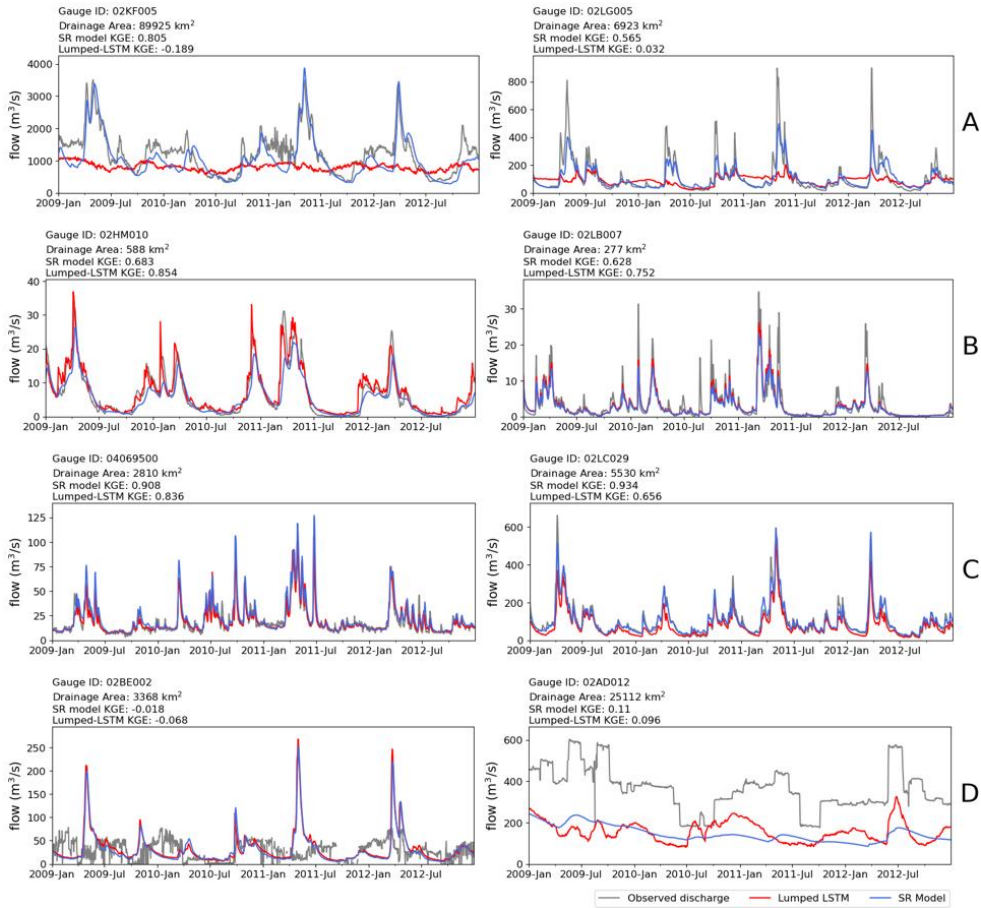 Gauge ID: 02KF005
Drainage Area: 89925 km²
SR model KGE: 0.805
Lumped-LSTM KGE: -0.189
flow (m³/s)
4000
3000
2000
1000
0
2009-Jan 2009-Jul 2010-Jan 2010-Jul 2011-Jan 2011-Jul 2012-Jan 2012-Jul
Gauge ID: 02LG005
Drainage Area: 6923 km²
SR model KGE: 0.565
Lumped-LSTM KGE: 0.032
flow (m³/s)
800
600
400
200
0
2009-Jan 2009-Jul 2010-Jan 2010-Jul 2011-Jan 2011-Jul 2012-Jan 2012-Jul
A
Gauge ID: 02HM010
Drainage Area: 588 km²
SR model KGE: 0.683
Lumped-LSTM KGE: 0.854
flow (m³/s)
40
30
20
10
0
2009-Jan 2009-Jul 2010-Jan 2010-Jul 2011-Jan 2011-Jul 2012-Jan 2012-Jul
Gauge ID: 02LB007
Drainage Area: 277 km²
SR model KGE: 0.628
Lumped-LSTM KGE: 0.752
flow (m³/s)
30
20
10
0
2009-Jan 2009-Jul 2010-Jan 2010-Jul 2011-Jan 2011-Jul 2012-Jan 2012-Jul
B
Gauge ID: 04069500
Drainage Area: 2810 km²
SR model KGE: 0.908
Lumped-LSTM KGE: 0.836
flow (m³/s)
125
100
75
50
25
0
2009-Jan 2009-Jul 2010-Jan 2010-Jul 2011-Jan 2011-Jul 2012-Jan 2012-Jul
Gauge ID: 02LC029
Drainage Area: 5530 km²
SR model KGE: 0.934
Lumped-LSTM KGE: 0.656
flow (m³/s)
600
400
200
0
2009-Jan 2009-Jul 2010-Jan 2010-Jul 2011-Jan 2011-Jul 2012-Jan 2012-Jul
C
Gauge ID: 02BE002
Drainage Area: 3368 km²
SR model KGE: -0.018
Lumped-LSTM KGE: -0.068
flow (m³/s)
250
200
150
100
50
0
2009-Jan 2009-Jul 2010-Jan 2010-Jul 2011-Jan 2011-Jul 2012-Jan 2012-Jul
Gauge ID: 02AD012
Drainage Area: 25112 km²
SR model KGE: 0.11
Lumped-LSTM KGE: 0.096
flow (m³/s)
600
400
200
0
2009-Jan 2009-Jul 2010-Jan 2010-Jul 2011-Jan 2011-Jul 2012-Jan 2012-Jul
D
Observed discharge Lumped LSTM SR Model